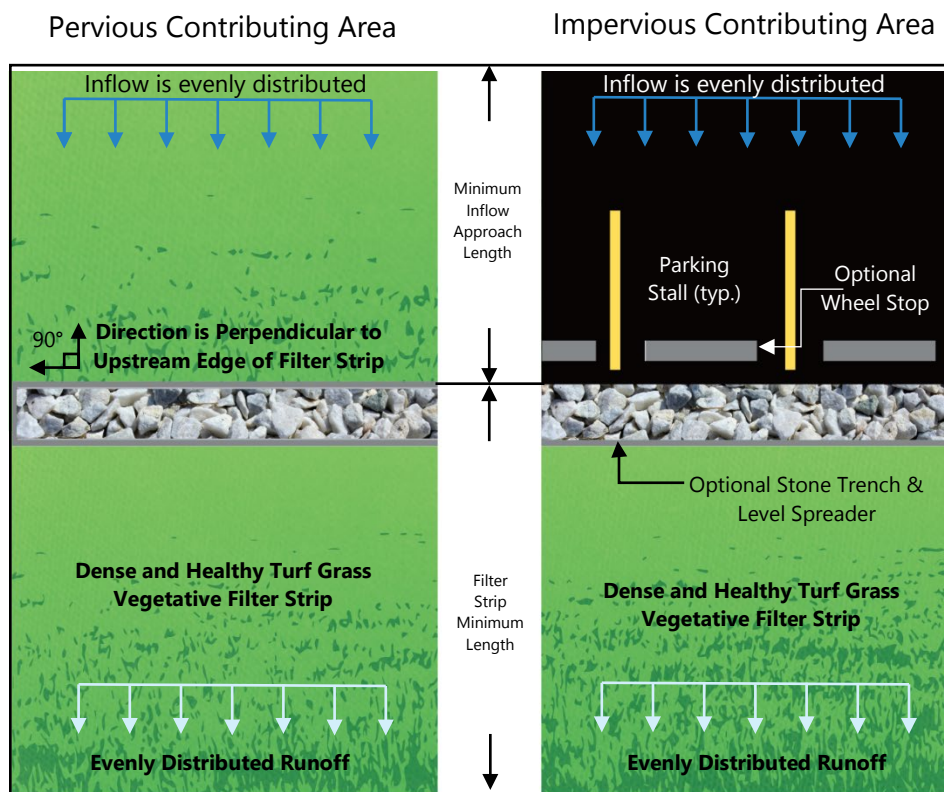 Pervious Contributing Area
Impervious Contributing Area
Inflow is evenly distributed
Inflow is evenly distributed
Minimum
Inflow
Approach
Length
Parking
Stall (typ.)
Optional
Wheel Stop
90°
Direction is Perpendicular to
Upstream Edge of Filter Strip
Optional Stone Trench &
Level Spreader
Dense and Healthy Turf Grass
Vegetative Filter Strip
Filter
Strip
Minimum
Length
Dense and Healthy Turf Grass
Vegetative Filter Strip
Evenly Distributed Runoff
Evenly Distributed Runoff